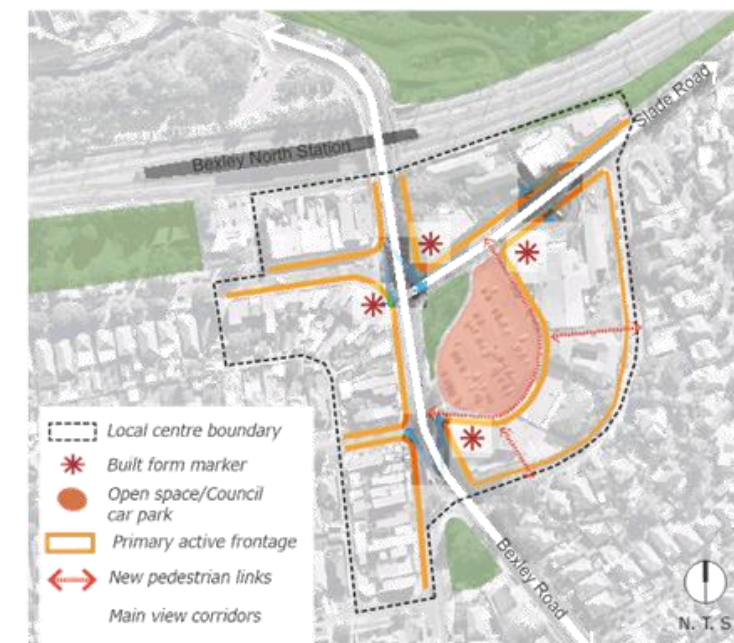 Slade Road
Bexley North Station
Local centre boundary
Built form marker
Open space/Council
car park
Primary active frontage
New pedestrian links
Main view corridors
Bexley Road
N. T. S